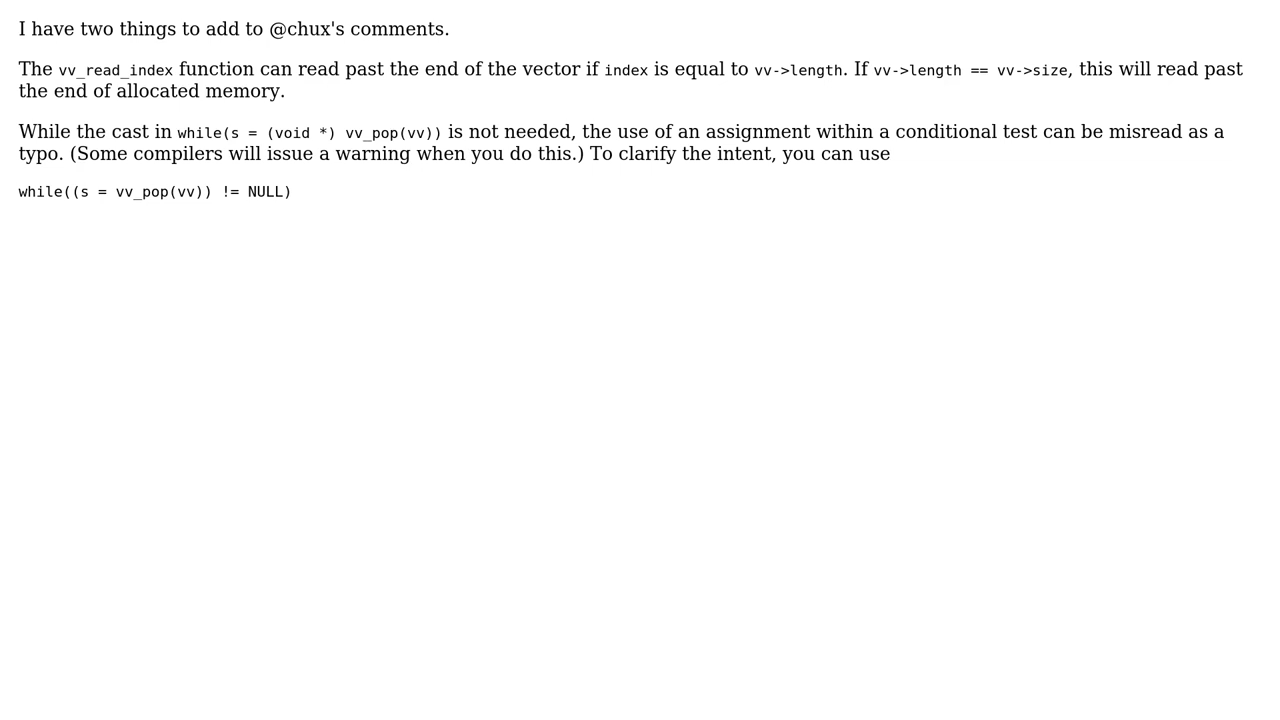 I have two things to add to @chux's comments.
The vv_read_index function can read past the end of the vector if index is equal to vv->length. If vv->length == vv->size, this will read past
the end of allocated memory.
While the cast in while(s = (void *) vv_pop(vv)) is not needed, the use of an assignment within a conditional test can be misread as a
typo. (Some compilers will issue a warning when you do this.) To clarify the intent, you can use
while((s = vv_pop(vv)) != NULL)